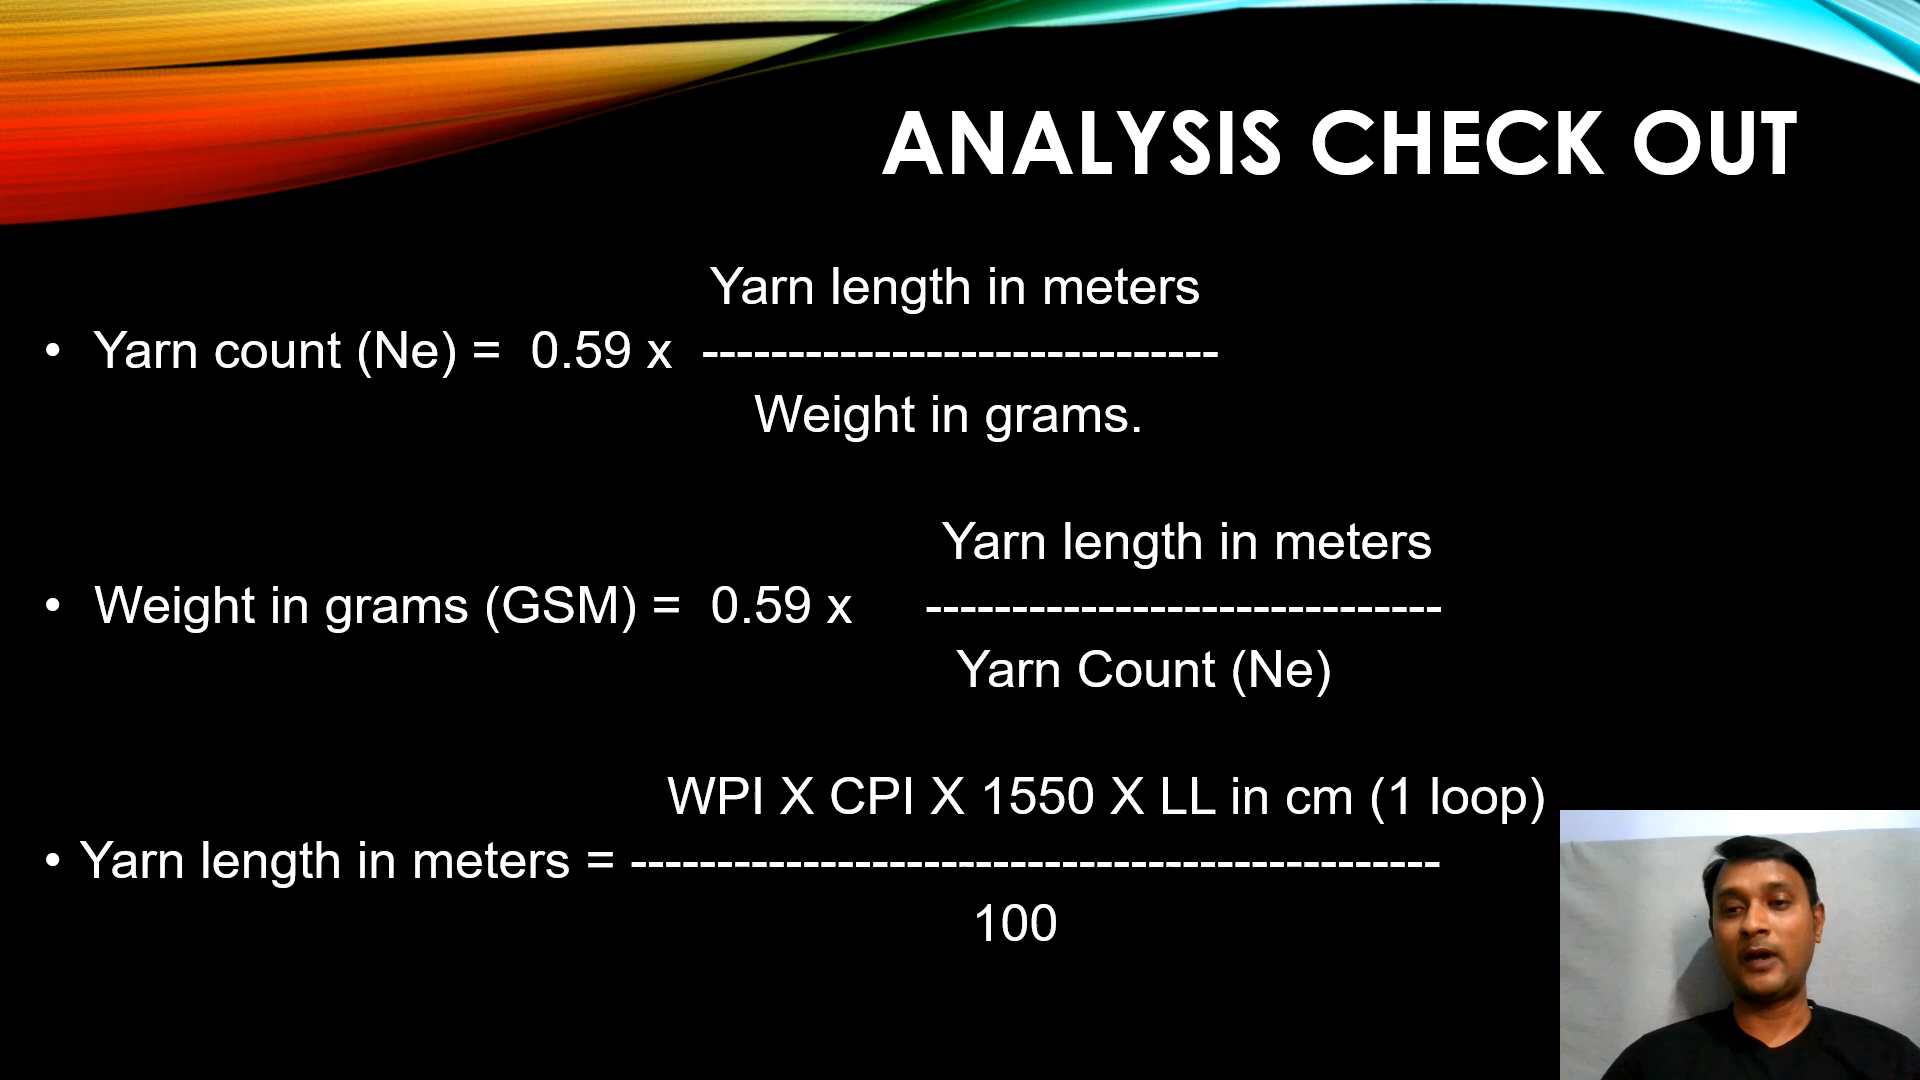 ANALYSIS CHECK OUT
Yarn length in meters
• Yarn count (Ne) = 0.59 x ------------------------------
Weight in grams.
Yarn length in meters
• Weight in grams (GSM) = 0.59 x ------------------------------
Yarn Count (Ne)
WPI X CPI X 1550 X LL in cm (1 loop)
• Yarn length in meters = -----------------------------------------------
100